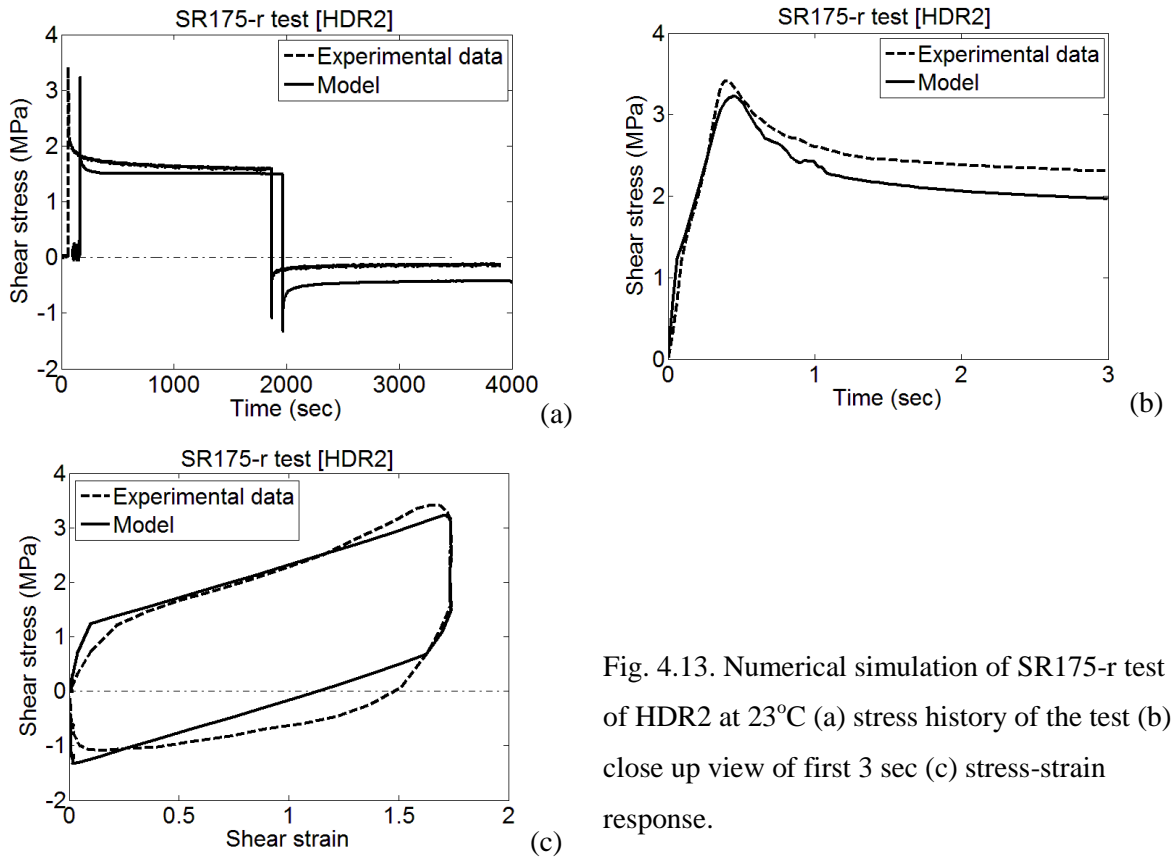 SR175-r test [HDR2]
4
3
2
1
0
-1
-2
Shear stress (MPa)
Experimental data
Model
0 1000 2000 3000 4000
Time (sec)
(a)
SR175-r test [HDR2]
4
3
2
1
0
Shear stress (MPa)
Experimental data
Model
0 1 2 3
Time (sec)
(b)
SR175-r test [HDR2]
4
3
2
1
0
-1
-2
Shear stress (MPa)
Experimental data
Model
0 0.5 1 1.5 2
Shear strain
(c)
Fig. 4.13. Numerical simulation of SR175-r test
of HDR2 at 23°C (a) stress history of the test (b)
close up view of first 3 sec (c) stress-strain
response.